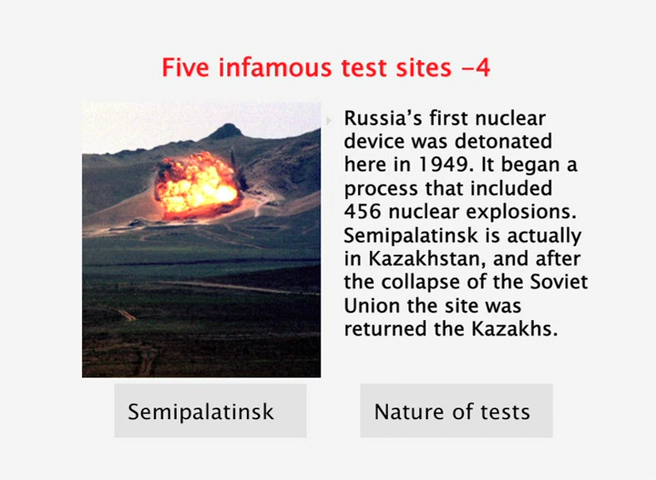 Five infamous test sites -4
Russia's first nuclear
device was detonated
here in 1949. It began a
process that included
456 nuclear explosions.
Semipalatinsk is actually
in Kazakhstan, and after
the collapse of the Soviet
Union the site was
returned the Kazakhs.
Semipalatinsk
Nature of tests